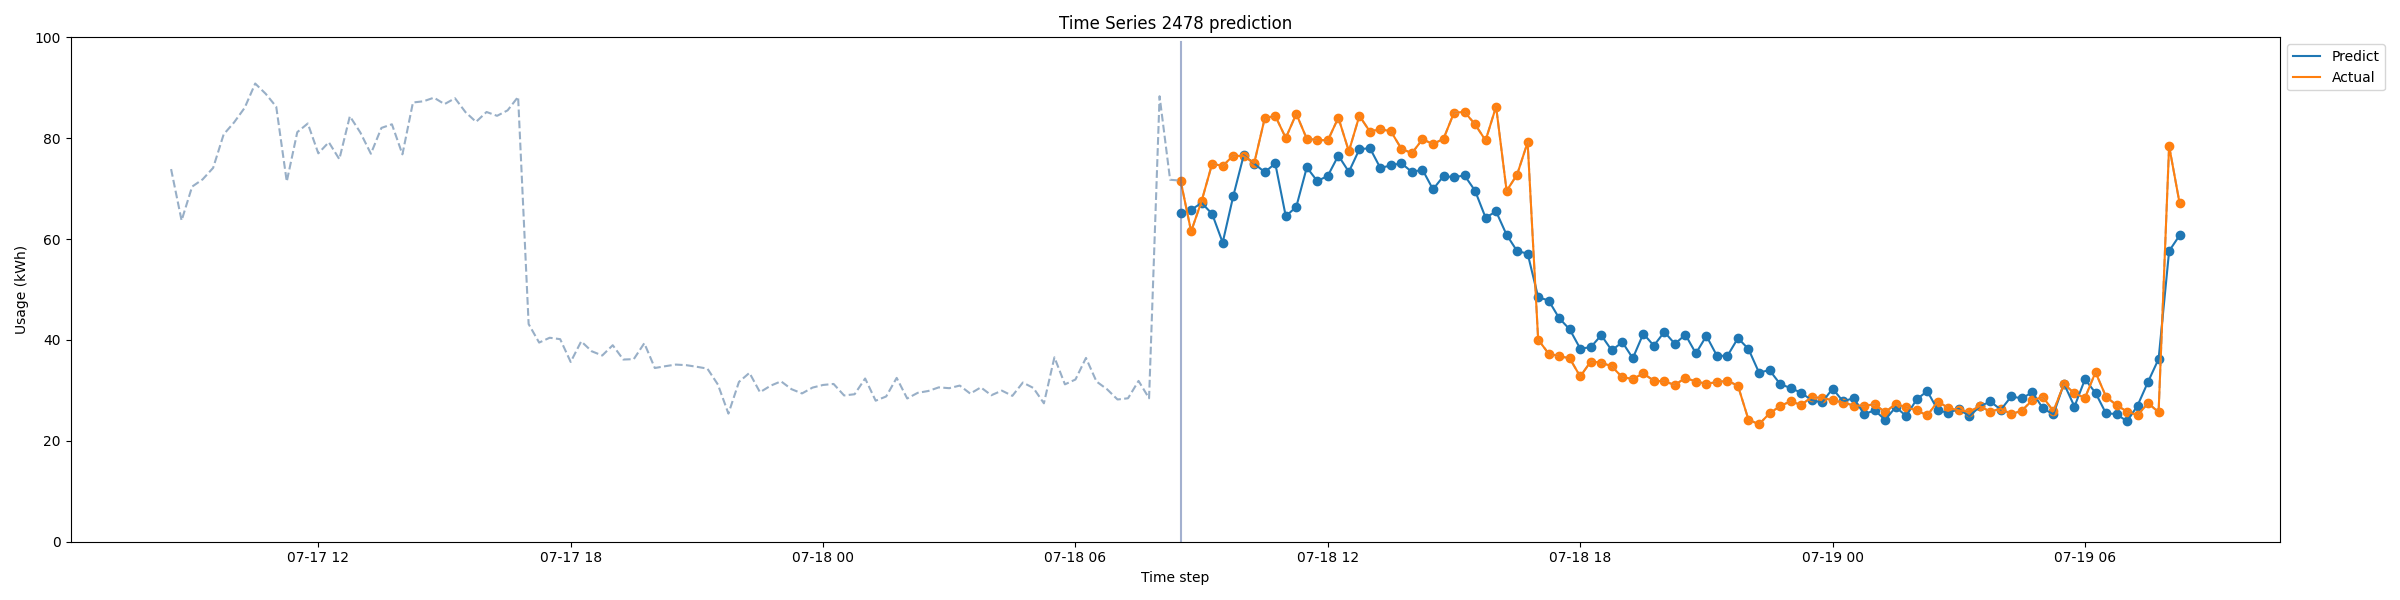 Time Series 2478 prediction
Predict
Actual
Usage (kWh)
100
80
60
40
20
0
07-17 12
07-17 18
07-18 00
07-18 06
07-18 12
07-18 18
07-19 00
07-19 06
Time step